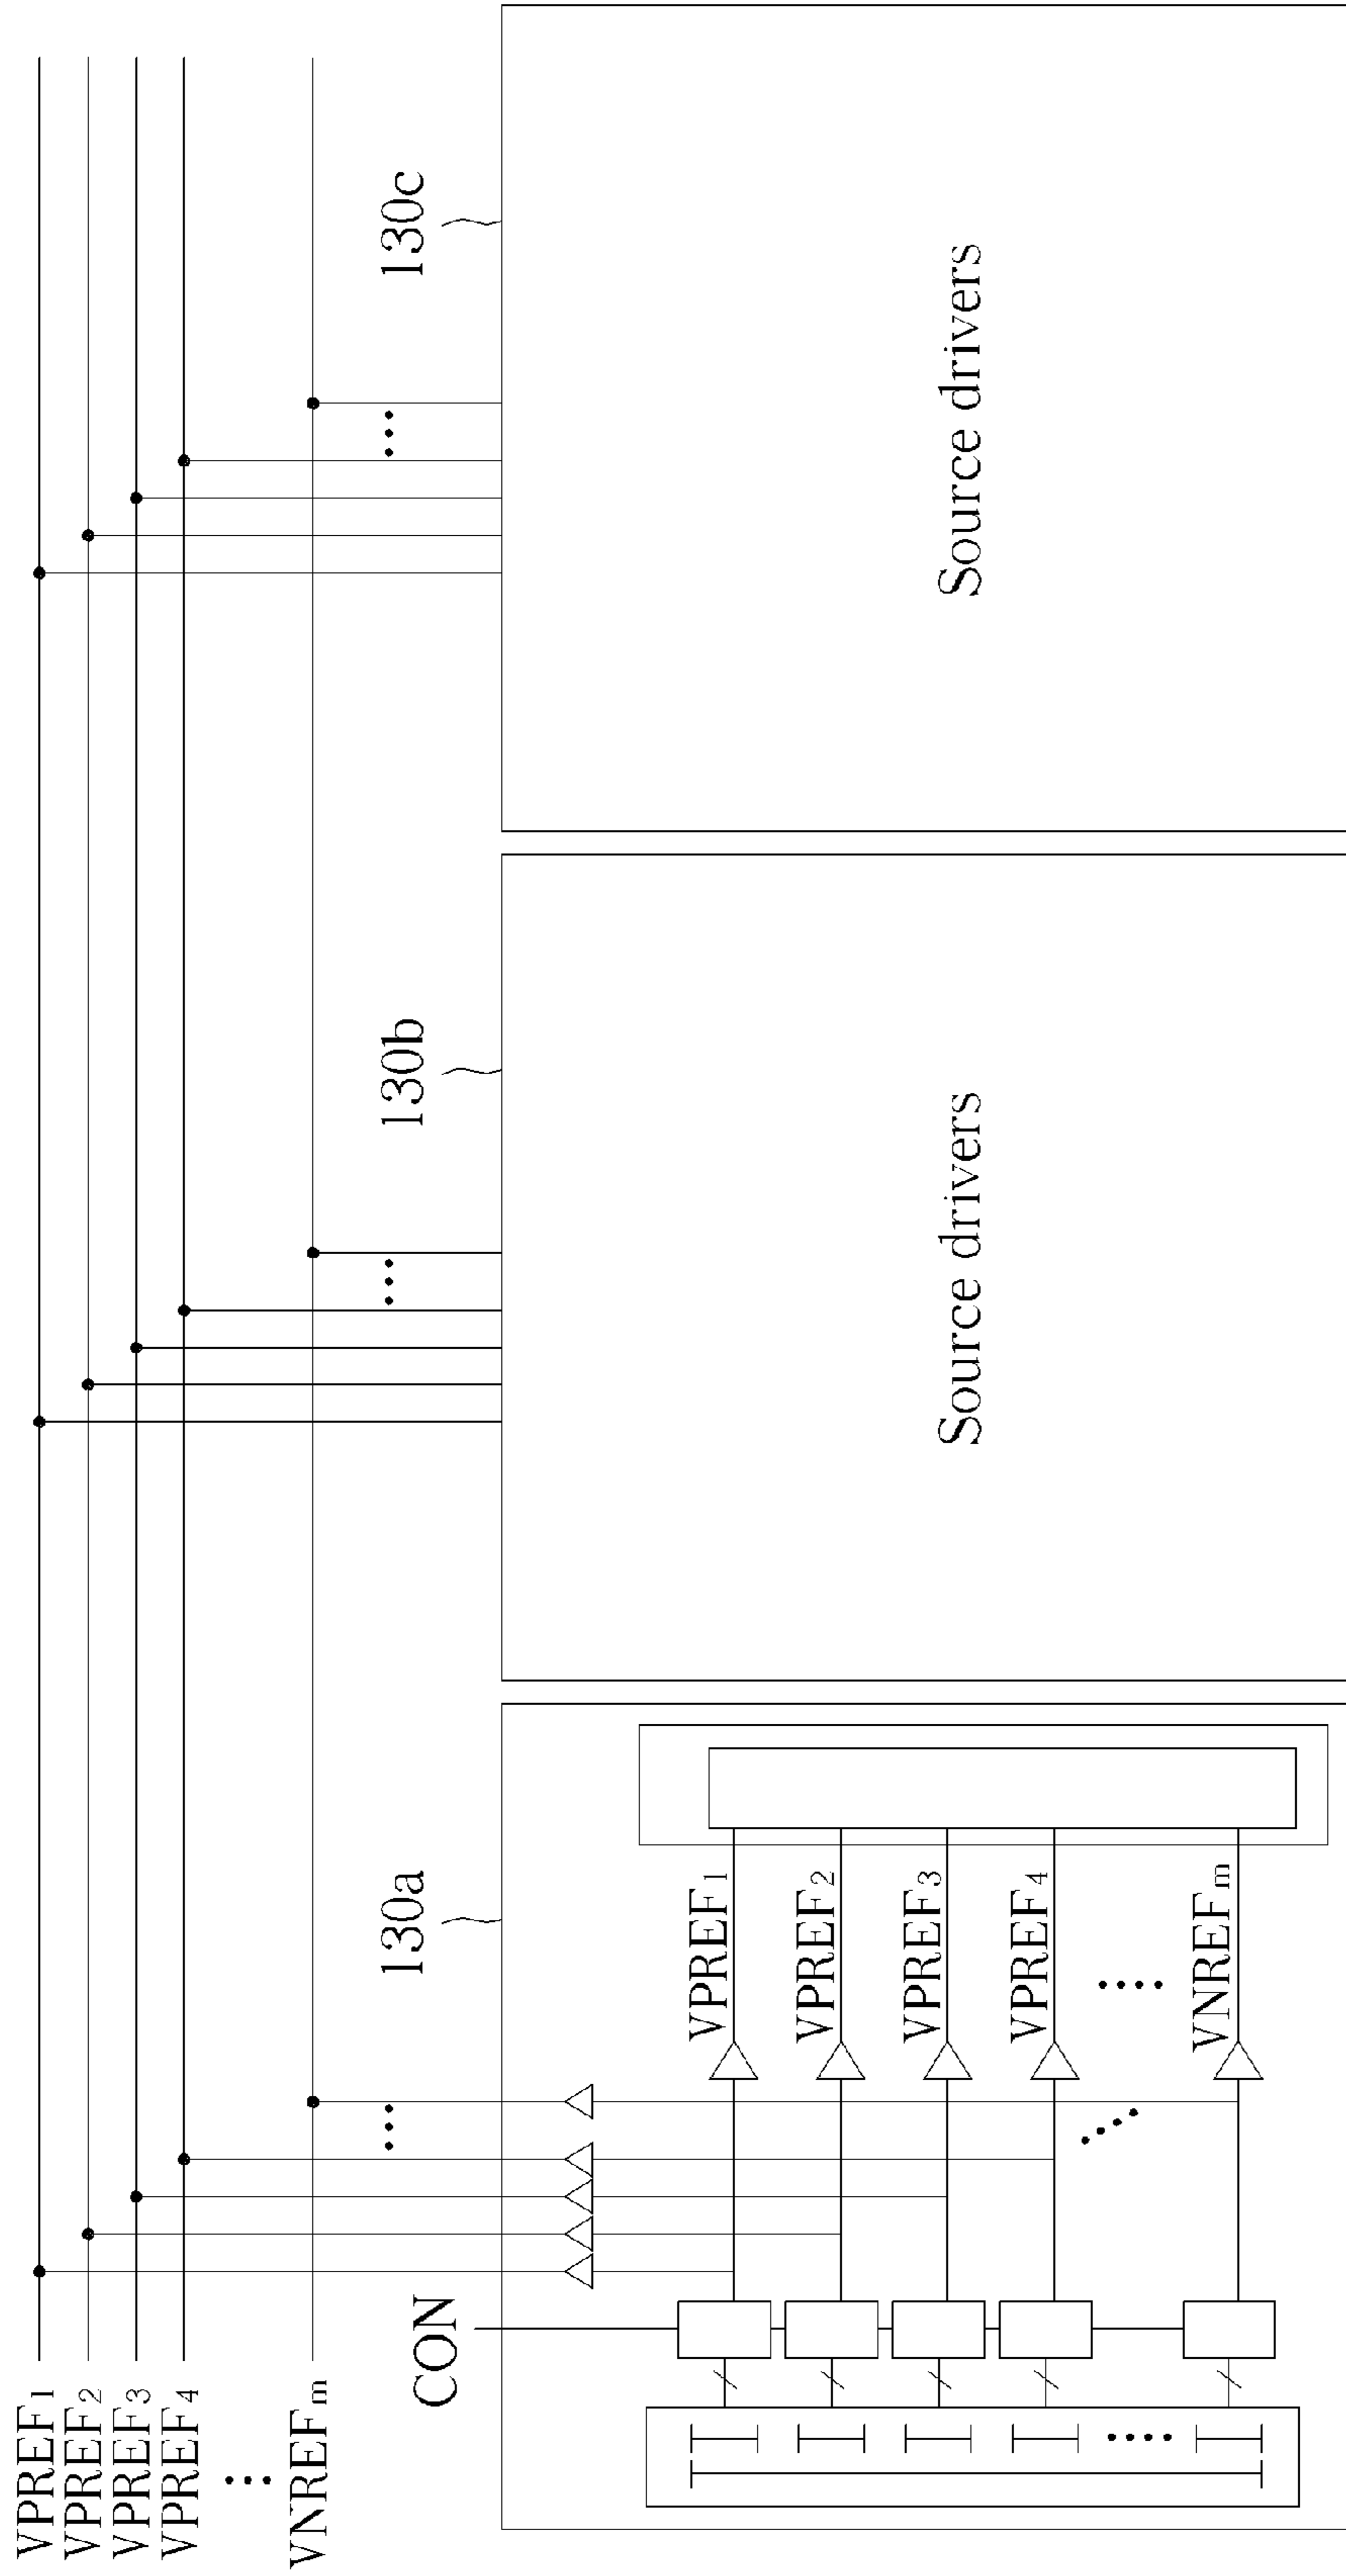 VPREF1
VPREF2
VPREF3
VPREF4
VNREFm
CON
130a
130b
130c
VPREF1
VPREF2
VPREF3
VPREF4
VNREFm
Source drivers
Source drivers